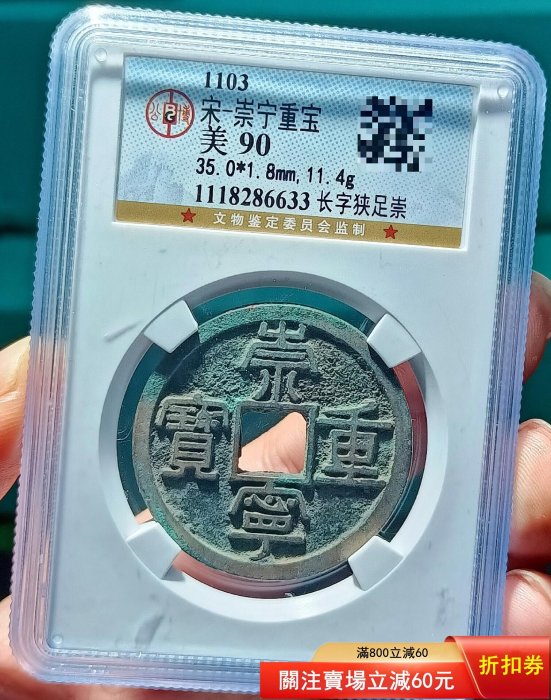 1103
宋-崇宁重宝
美 90
35.0*1.8mm, 11.4g
1118286633 长字狭足崇
★ 文物鉴定委员会监制 ★
公 博
崇
重
寧
寶
滿800立減60
關注賣場立減60元
折扣券